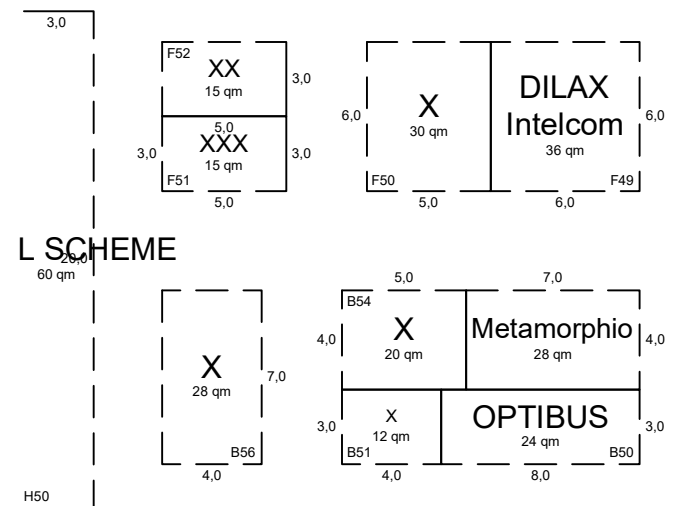 3,0
F52
XX
15 qm
3,0
5,0
XXX
15 qm
3,0
3,0
F51
5,0
6,0
X
30 qm
F50
5,0
DILAX
Intelcom
36 qm
6,0
F49
6,0
L SCHEME
20,0
60 qm
H50
X
28 qm
7,0
B56
4,0
5,0
B54
4,0
X
20 qm
7,0
Metamorphio
28 qm
4,0
3,0
X
12 qm
B51
4,0
OPTIBUS
24 qm
3,0
B50
8,0